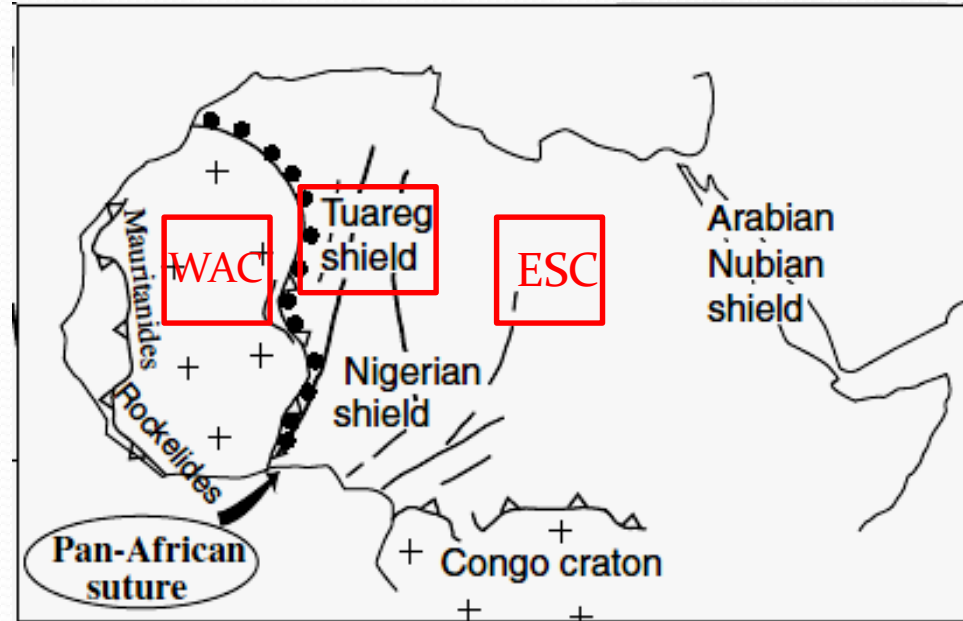 Tuareg
shield
WAC
ESC
Arabian
Nubian
shield
Mauritanides
Nigerian
shield
Rockelides
Pan-African
suture
Congo craton